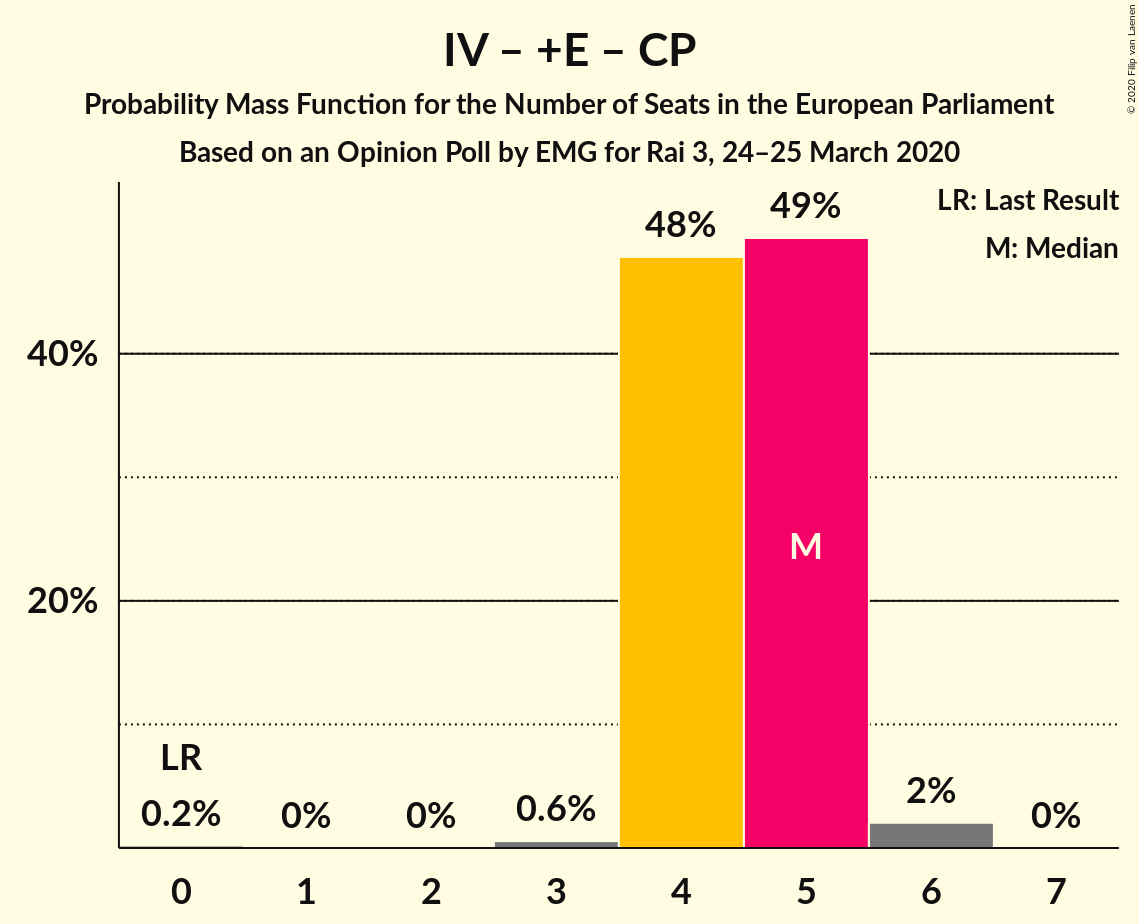 IV – +E – CP
Probability Mass Function for the Number of Seats in the European Parliament
Based on an Opinion Poll by EMG for Rai 3, 24–25 March 2020
© 2020 Filip van Laenen
LR: Last Result
M: Median
48%
49%
40%
M
20%
LR
0.2%
0%
0%
0.6%
2%
0%
0
1
2
3
4
5
6
7